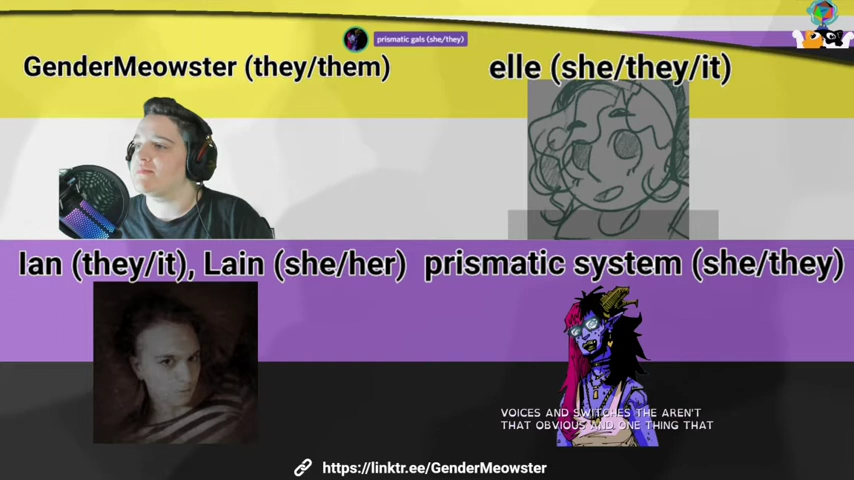 prismatic gals (she/they)
GenderMeowster (they/them)
elle (she/they/it)
Ian (they/it), Lain (she/her)
prismatic system (she/they)
VOICES AND SWITCHES THE AREN'T
THAT OBVIOUS AND ONE THING THAT
https://linktr.ee/GenderMeowster